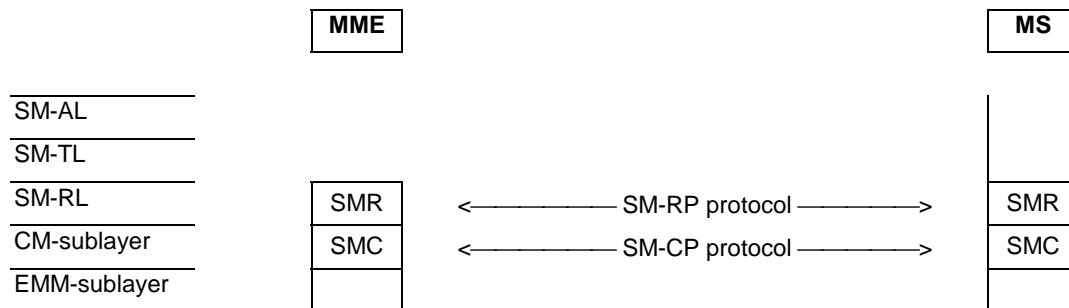 MME MS
SM-AL
SM-TL
SM-RL SMR <——————— SM-RP protocol ——————> SMR
CM-sublayer SMC <——————— SM-CP protocol ——————> SMC
EMM-sublayer